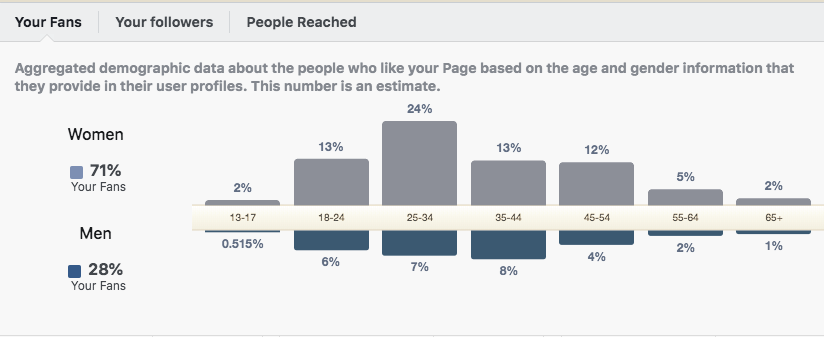 Your Fans Your followers People Reached
Aggregated demographic data about the people who like your Page based on the age and gender information that
they provide in their user profiles. This number is an estimate.
Women
71%
Your Fans
2% 13% 24% 13% 12% 5% 2%
13-17 18-24 25-34 35-44 45-54 55-64 65+
Men
28%
Your Fans
0.515% 6% 7% 8% 4% 2% 1%